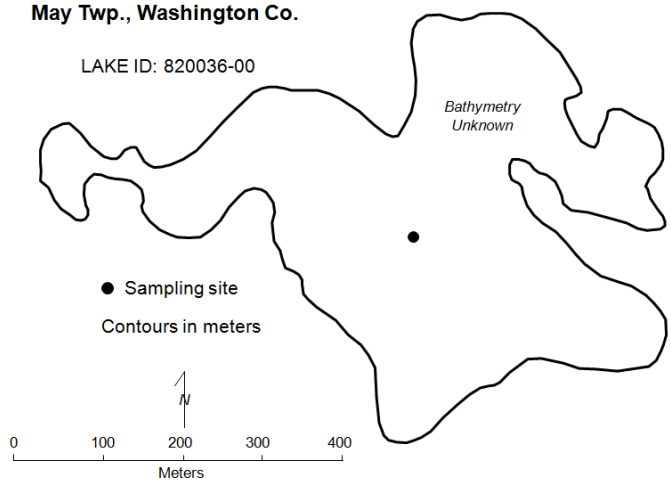 May Twp., Washington Co.
LAKE ID: 820036-00
Bathymetry
Unknown
Sampling site
Contours in meters
N
0 100 200 300 400
Meters